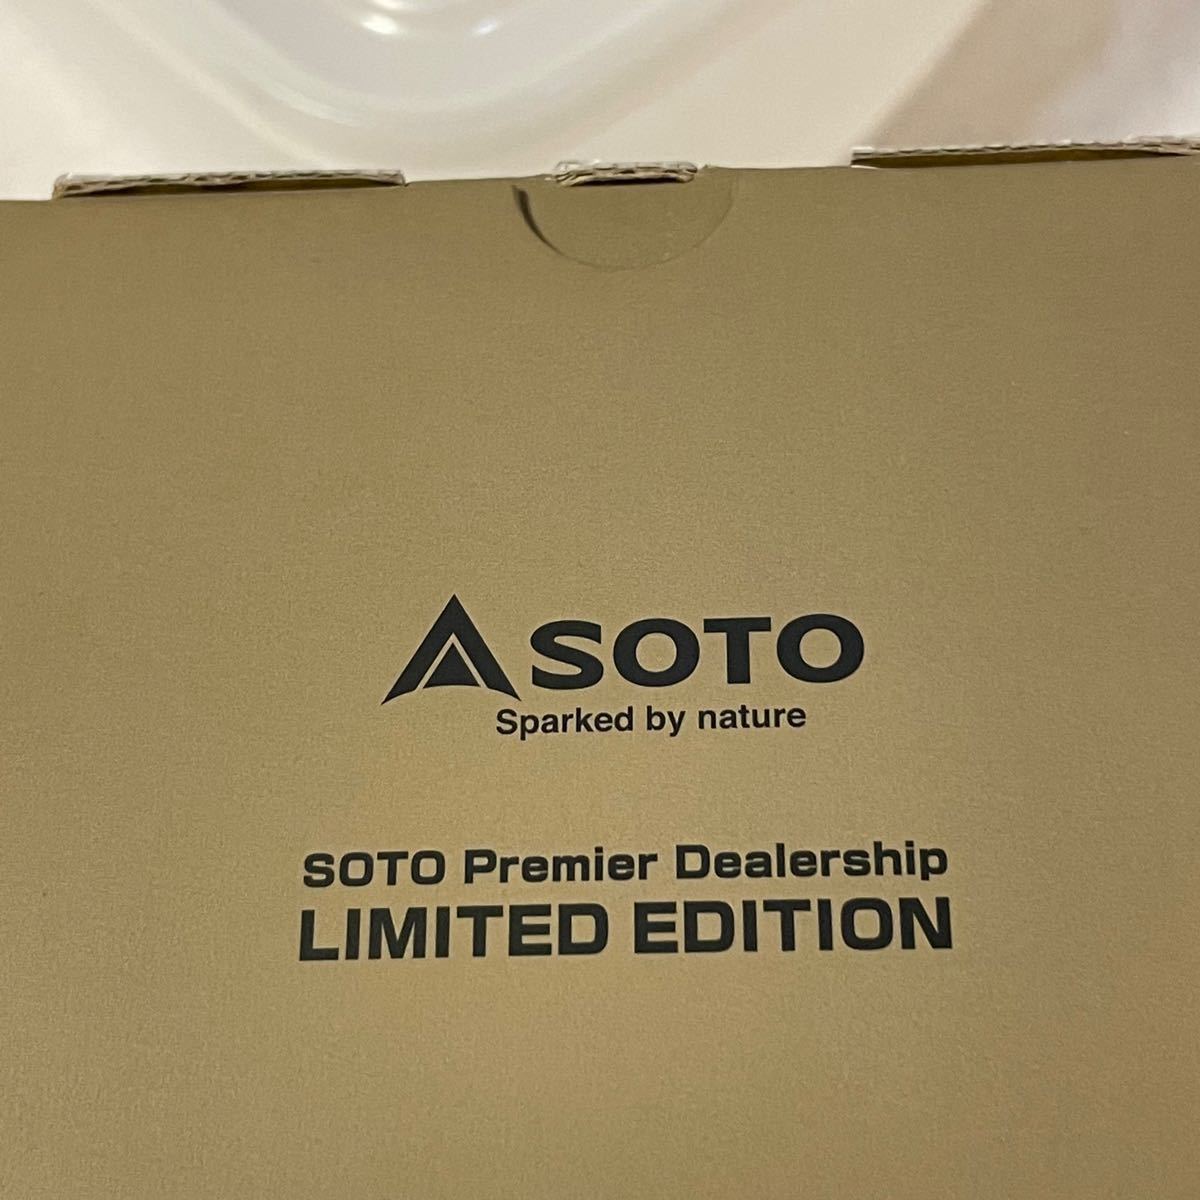 SOTO
Sparked by nature
SOTO Premier Dealership
LIMITED EDITION